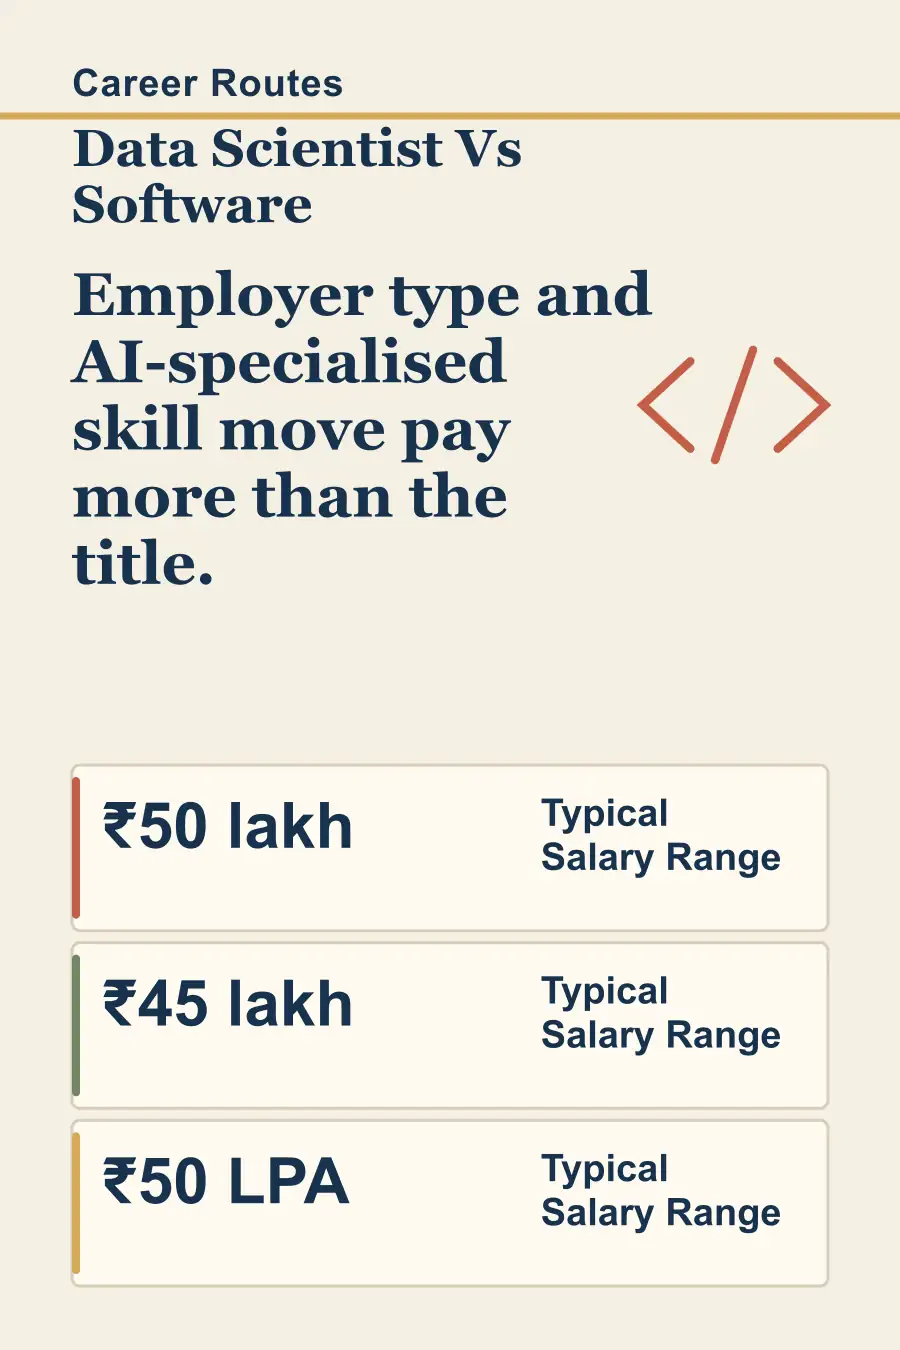 Career Routes
Data Scientist Vs
Software
Employer type and
AI-specialised
skill move pay
more than the
title.
₹50 lakh
Typical
Salary Range
₹45 lakh
Typical
Salary Range
₹50 LPA
Typical
Salary Range